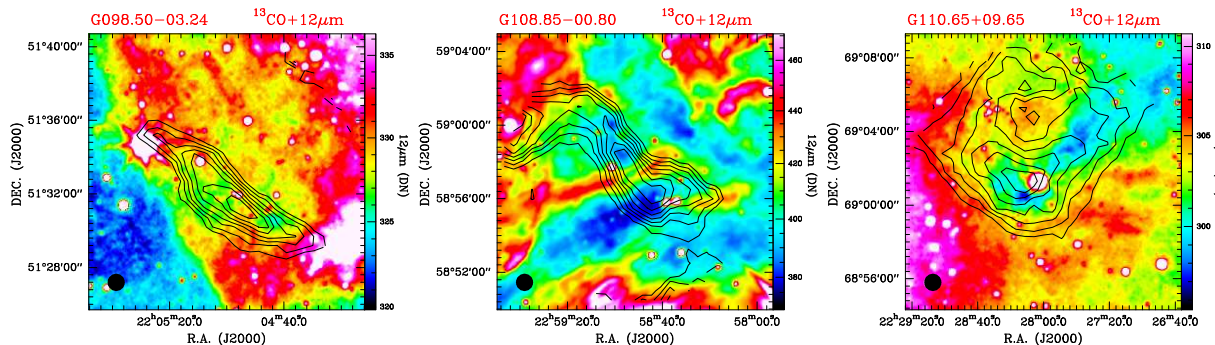 G098.50−03.24 ¹³CO+12μm
51°40′00″
51°36′00″
51°32′00″
51°28′00″
DEC. (J2000)
22ʰ05ᵐ20ˢ.0
04ᵐ40ˢ.0
R.A. (J2000)
335
330
325
320
12μm (DN)
G108.85−00.80 ¹³CO+12μm
59°04′00″
59°00′00″
58°56′00″
58°52′00″
DEC. (J2000)
22ʰ59ᵐ20ˢ.0
58ᵐ40ˢ.0
58ᵐ00ˢ.0
R.A. (J2000)
460
440
420
400
380
12μm (DN)
G110.65+09.65 ¹³CO+12μm
69°08′00″
69°04′00″
69°00′00″
68°56′00″
DEC. (J2000)
22ʰ29ᵐ20ˢ.0
28ᵐ40ˢ.0
28ᵐ00ˢ.0
27ᵐ20ˢ.0
26ᵐ40ˢ.0
R.A. (J2000)
310
305
300